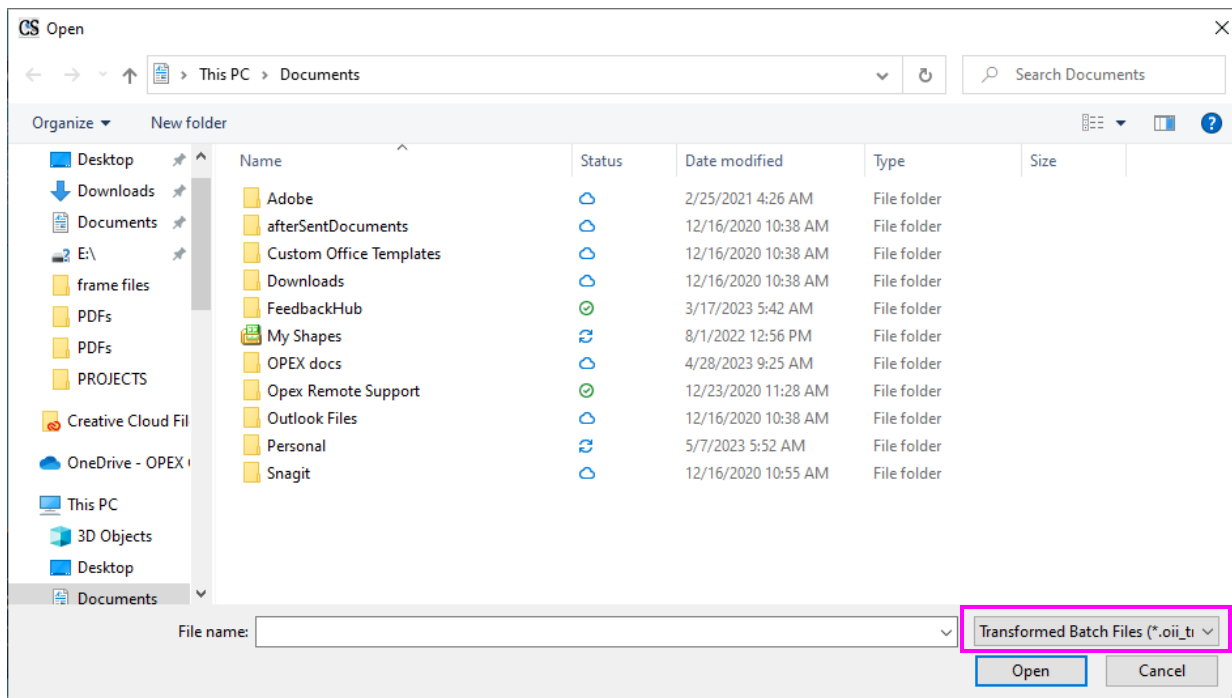 CS Open
This PC > Documents
Search Documents
Organize New folder
Name Status Date modified Type Size
Desktop
Downloads
Documents
E:\
frame files
PDFs
PDFs
PROJECTS
Creative Cloud Fil
OneDrive - OPEX
This PC
3D Objects
Desktop
Documents
Adobe 2/25/2021 4:26 AM File folder
afterSentDocuments 12/16/2020 10:38 AM File folder
Custom Office Templates 12/16/2020 10:38 AM File folder
Downloads 12/16/2020 10:38 AM File folder
FeedbackHub 3/17/2023 5:42 AM File folder
My Shapes 8/1/2022 12:56 PM File folder
OPEX docs 4/28/2023 9:25 AM File folder
Opex Remote Support 12/23/2020 11:28 AM File folder
Outlook Files 12/16/2020 10:38 AM File folder
Personal 5/7/2023 5:52 AM File folder
Snagit 12/16/2020 10:55 AM File folder
File name: Transformed Batch Files (*.oii_tr
Open Cancel